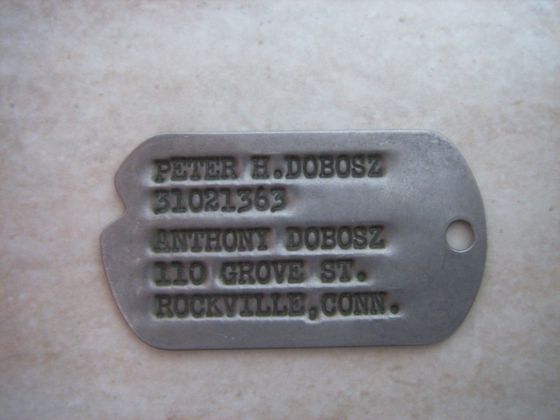 PETER H.DOBOSZ
31021363
ANTHONY DOBOSZ
110 GROVE ST.
ROCKVILLE,CONN.